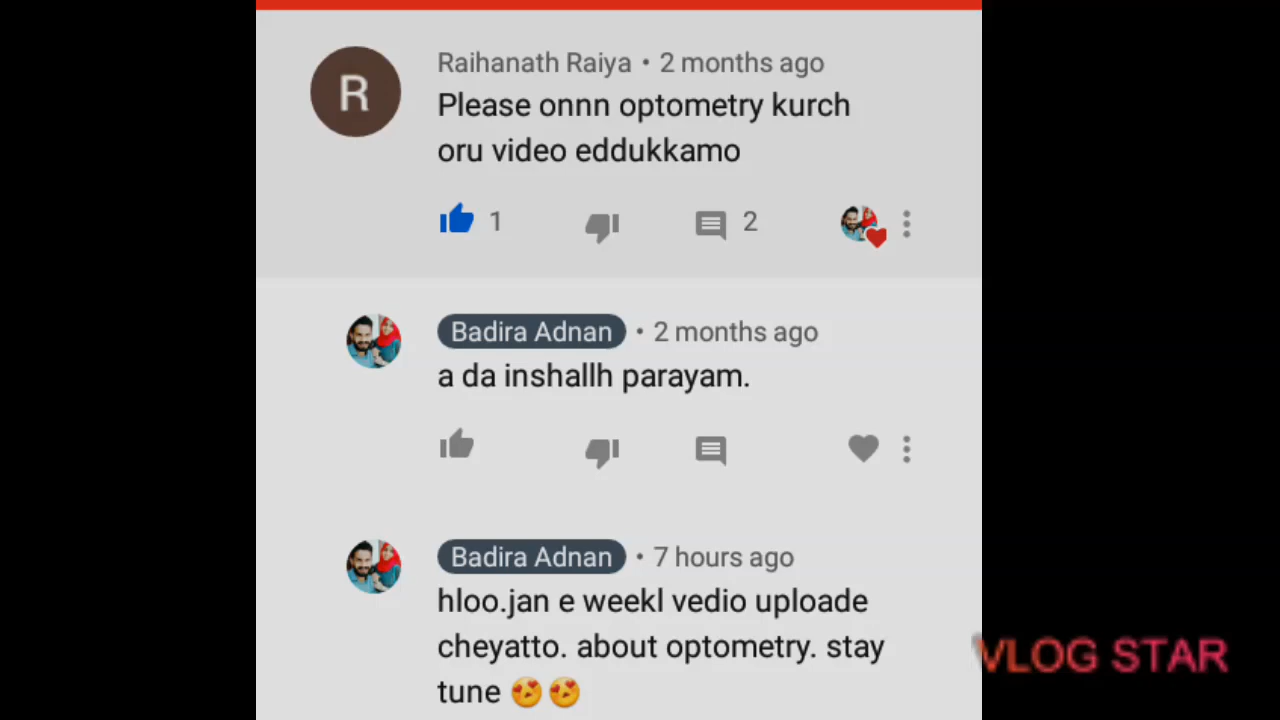 R
Raihanath Raiya • 2 months ago
Please onnn optometry kurch
oru video eddukkamo
1
2
Badira Adnan • 2 months ago
a da inshallh parayam.
Badira Adnan • 7 hours ago
hloo.jan e weekl vedio uploade
cheyatto. about optometry. stay
tune 😍😍
VLOG STAR